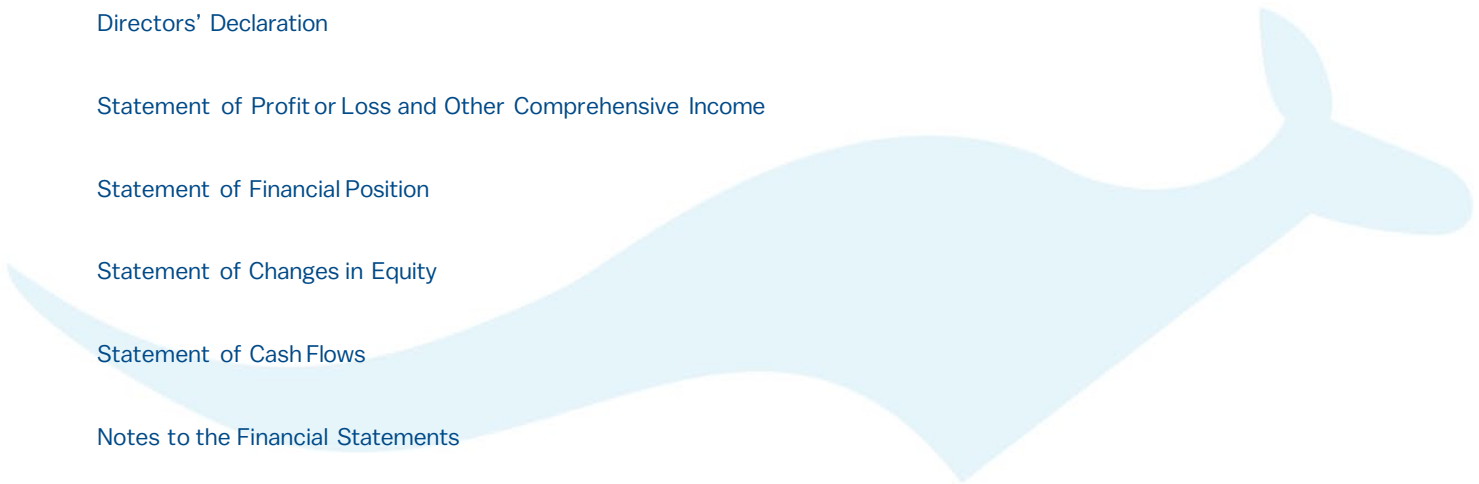 Directors’ Declaration
Statement of Profit or Loss and Other Comprehensive Income
Statement of Financial Position
Statement of Changes in Equity
Statement of Cash Flows
Notes to the Financial Statements